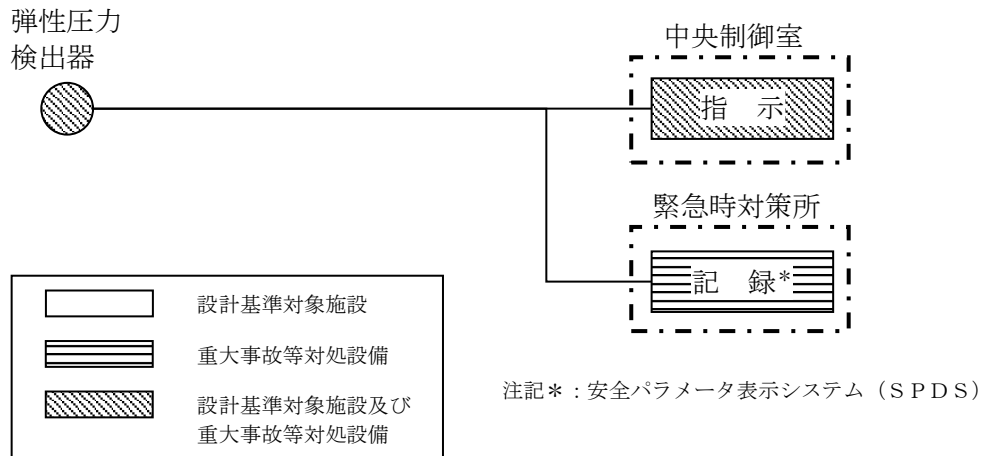 弾性圧力
検出器
中央制御室
指　示
緊急時対策所
記　録*
設計基準対象施設
重大事故等対処設備
設計基準対象施設及び
重大事故等対処設備
注記＊：安全パラメータ表示システム（ＳＰＤＳ）